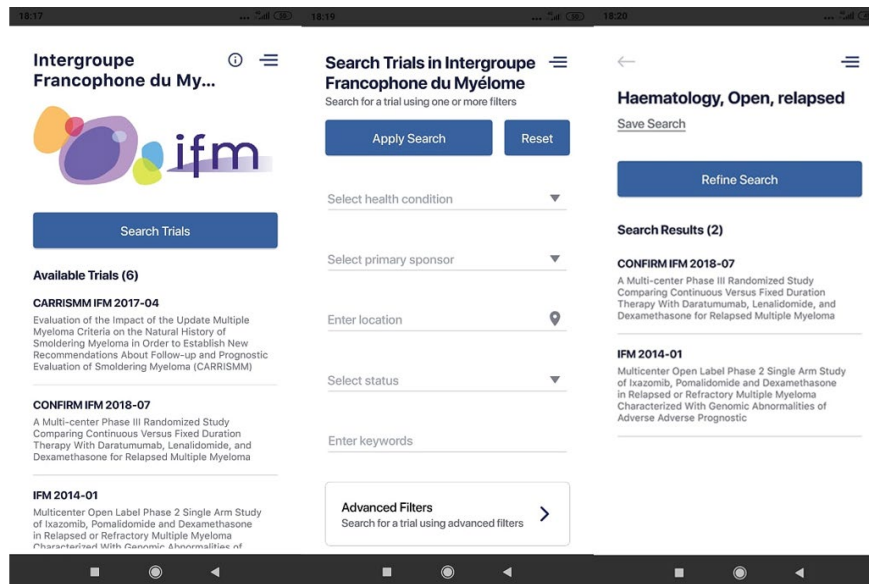 18:17
Intergroupe
Francophone du My...
ifm
Search Trials
Available Trials (6)
CARRISMM IFM 2017-04
Evaluation of the Impact of the Update Multiple
Myeloma Criteria on the Natural History of
Smoldering Myeloma in Order to Establish New
Recommendations About Follow-up and Prognostic
Evaluation of Smoldering Myeloma (CARRISMM)
CONFIRM IFM 2018-07
A Multi-center Phase III Randomized Study
Comparing Continuous Versus Fixed Duration
Therapy With Daratumumab, Lenalidomide, and
Dexamethasone for Relapsed Multiple Myeloma
IFM 2014-01
Multicenter Open Label Phase 2 Single Arm Study
of Ixazomib, Pomalidomide and Dexamethasone
in Relapsed or Refractory Multiple Myeloma
Characterized With Genomic Abnormalities of
18:19
Search Trials in Intergroupe
Francophone du Myélome
Search for a trial using one or more filters
Apply Search
Reset
Select health condition
Select primary sponsor
Enter location
Select status
Enter keywords
Advanced Filters
Search for a trial using advanced filters
18:20
Haematology, Open, relapsed
Save Search
Refine Search
Search Results (2)
CONFIRM IFM 2018-07
A Multi-center Phase III Randomized Study
Comparing Continuous Versus Fixed Duration
Therapy With Daratumumab, Lenalidomide, and
Dexamethasone for Relapsed Multiple Myeloma
IFM 2014-01
Multicenter Open Label Phase 2 Single Arm Study
of Ixazomib, Pomalidomide and Dexamethasone
in Relapsed or Refractory Multiple Myeloma
Characterized With Genomic Abnormalities of
Adverse Adverse Prognostic